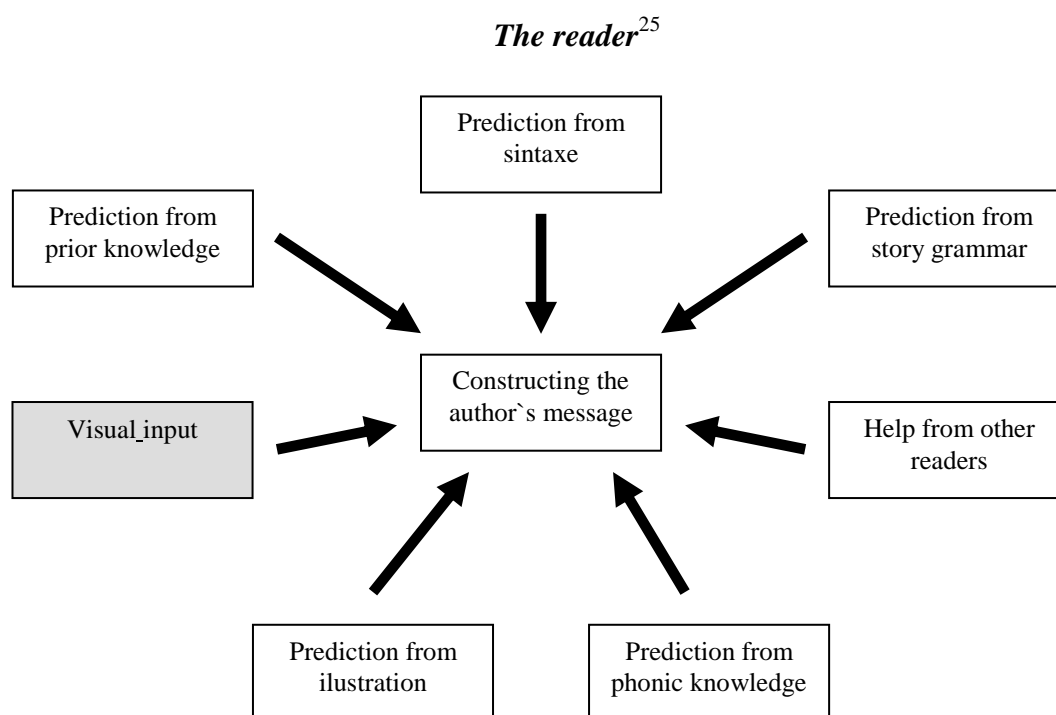 The reader25
Prediction from
sintaxe
Prediction from
prior knowledge
Prediction from
story grammar
Constructing the
author`s message
Visual input
Help from other
readers
Prediction from
ilustration
Prediction from
phonic knowledge